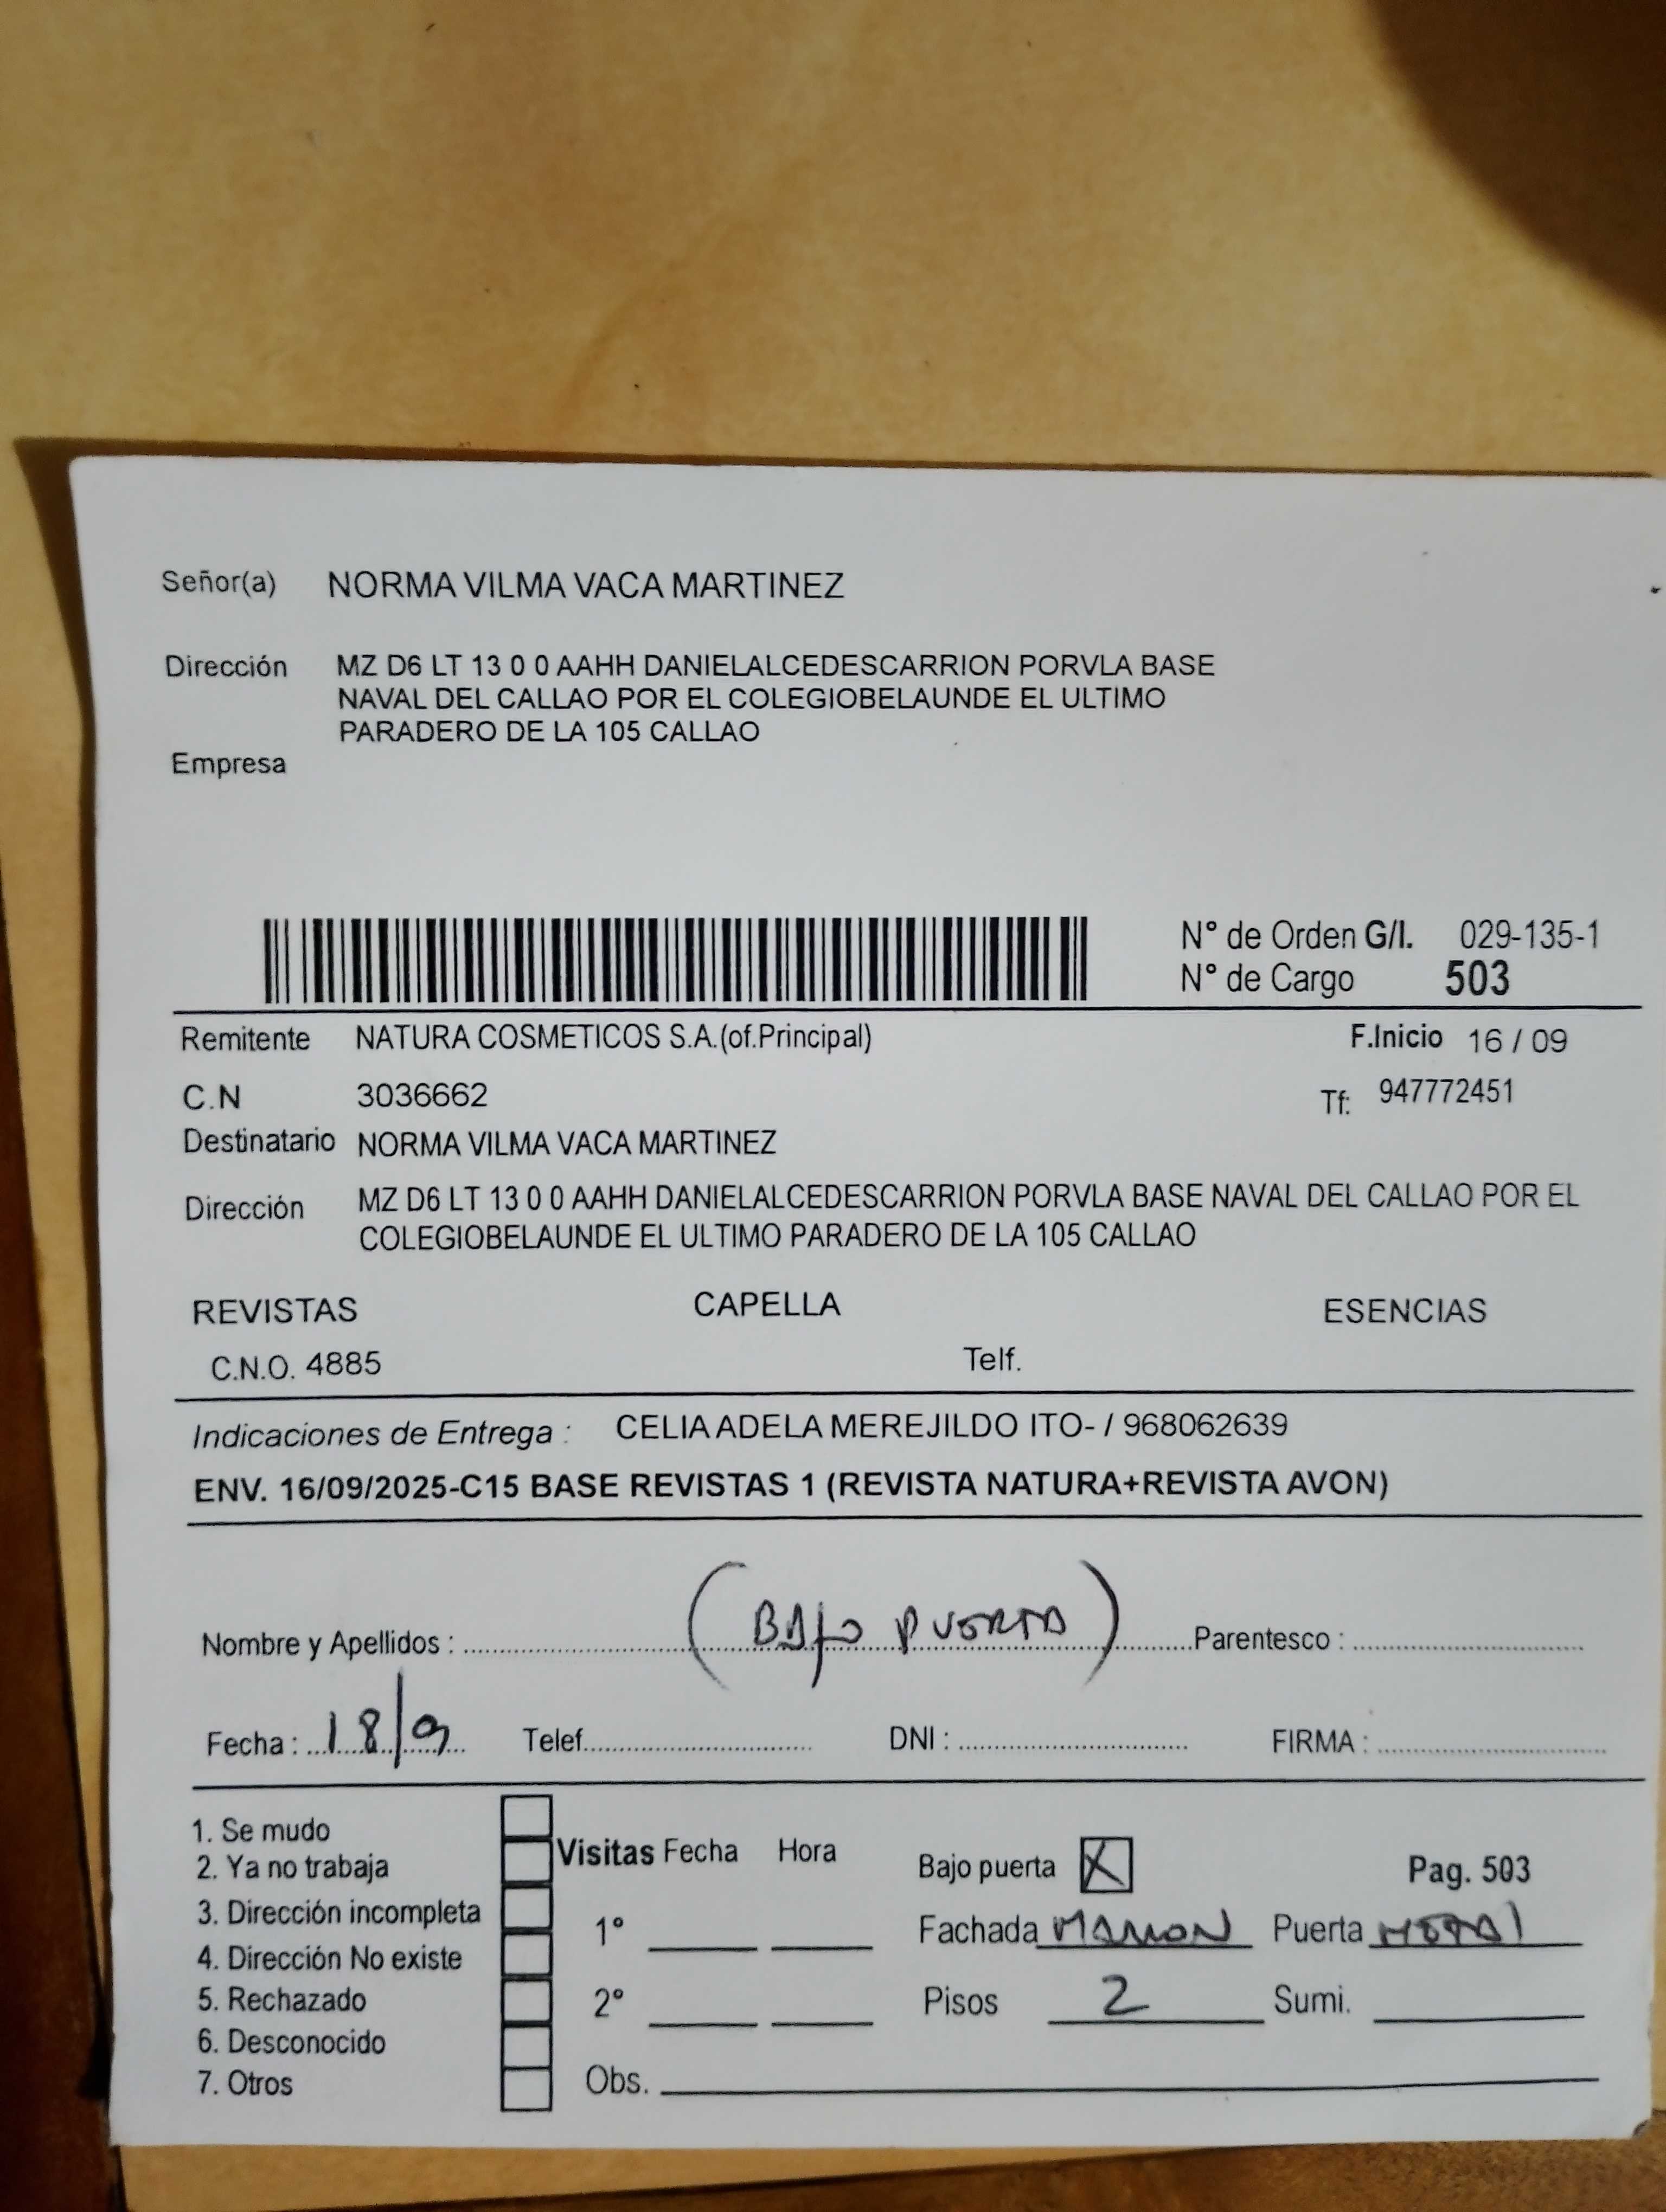 Señor(a) NORMA VILMA VACA MARTINEZ
Dirección MZ D6 LT 13 0 0 AAHH DANIELALCEDESCARRION PORVLA BASE
NAVAL DEL CALLAO POR EL COLEGIOBELAUNDE EL ULTIMO
PARADERO DE LA 105 CALLAO
Empresa
N° de Orden G/I. 029-135-1
N° de Cargo 503
Remitente NATURA COSMETICOS S.A.(of.Principal) F.Inicio 16 / 09
C.N 3036662 Tf: 947772451
Destinatario NORMA VILMA VACA MARTINEZ
Dirección MZ D6 LT 13 0 0 AAHH DANIELALCEDESCARRION PORVLA BASE NAVAL DEL CALLAO POR EL
COLEGIOBELAUNDE EL ULTIMO PARADERO DE LA 105 CALLAO
REVISTAS CAPELLA ESENCIAS
C.N.O. 4885 Telf.
Indicaciones de Entrega : CELIA ADELA MEREJILDO ITO- / 968062639
ENV. 16/09/2025-C15 BASE REVISTAS 1 (REVISTA NATURA+REVISTA AVON)
Nombre y Apellidos : (BAJO PUERTA) Parentesco :
Fecha : 18/9 Telef. DNI : FIRMA :
1. Se mudo
2. Ya no trabaja
3. Dirección incompleta
4. Dirección No existe
5. Rechazado
6. Desconocido
7. Otros
Visitas Fecha Hora
1°
2°
Obs.
Bajo puerta X Pag. 503
Fachada MARRON Puerta METAL
Pisos 2 Sumi.